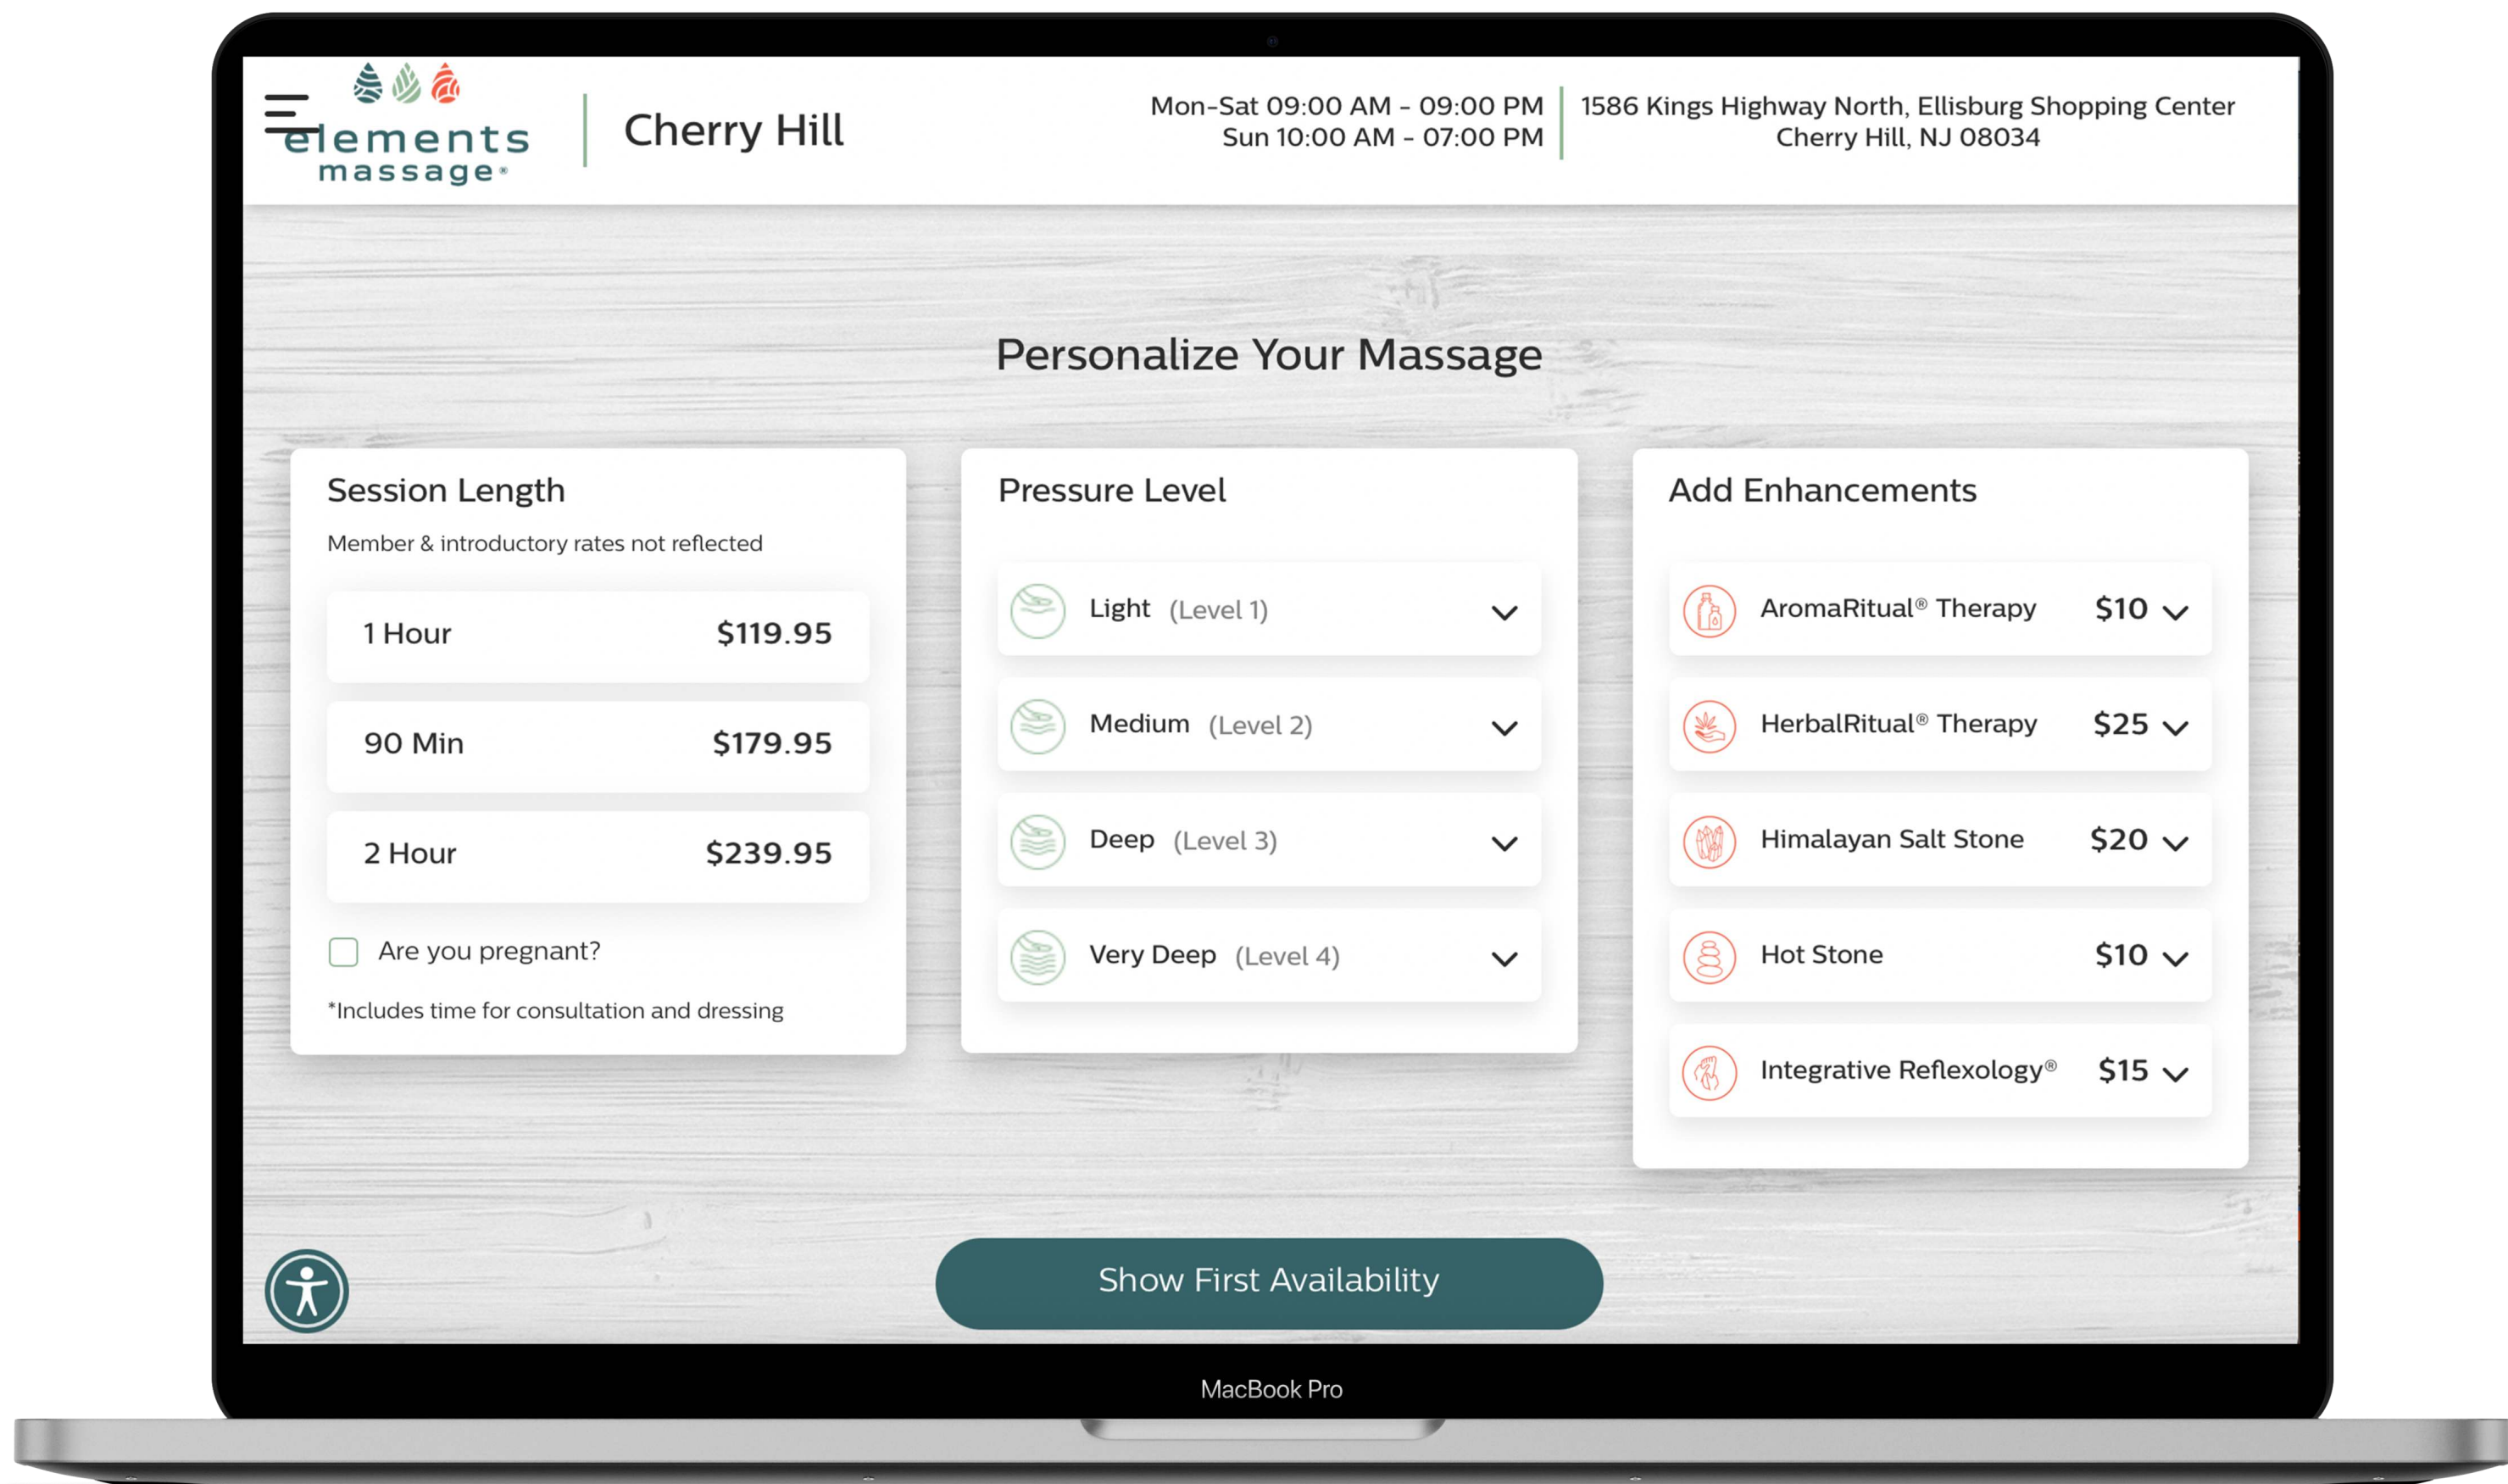 elements
massage®
Cherry Hill
Mon-Sat 09:00 AM - 09:00 PM
Sun 10:00 AM - 07:00 PM
1586 Kings Highway North, Ellisburg Shopping Center
Cherry Hill, NJ 08034
Personalize Your Massage
Session Length
Member & introductory rates not reflected
1 Hour $119.95
90 Min $179.95
2 Hour $239.95
Are you pregnant?
*Includes time for consultation and dressing
Pressure Level
Light (Level 1)
Medium (Level 2)
Deep (Level 3)
Very Deep (Level 4)
Add Enhancements
AromaRitual® Therapy $10
HerbalRitual® Therapy $25
Himalayan Salt Stone $20
Hot Stone $10
Integrative Reflexology® $15
Show First Availability
MacBook Pro